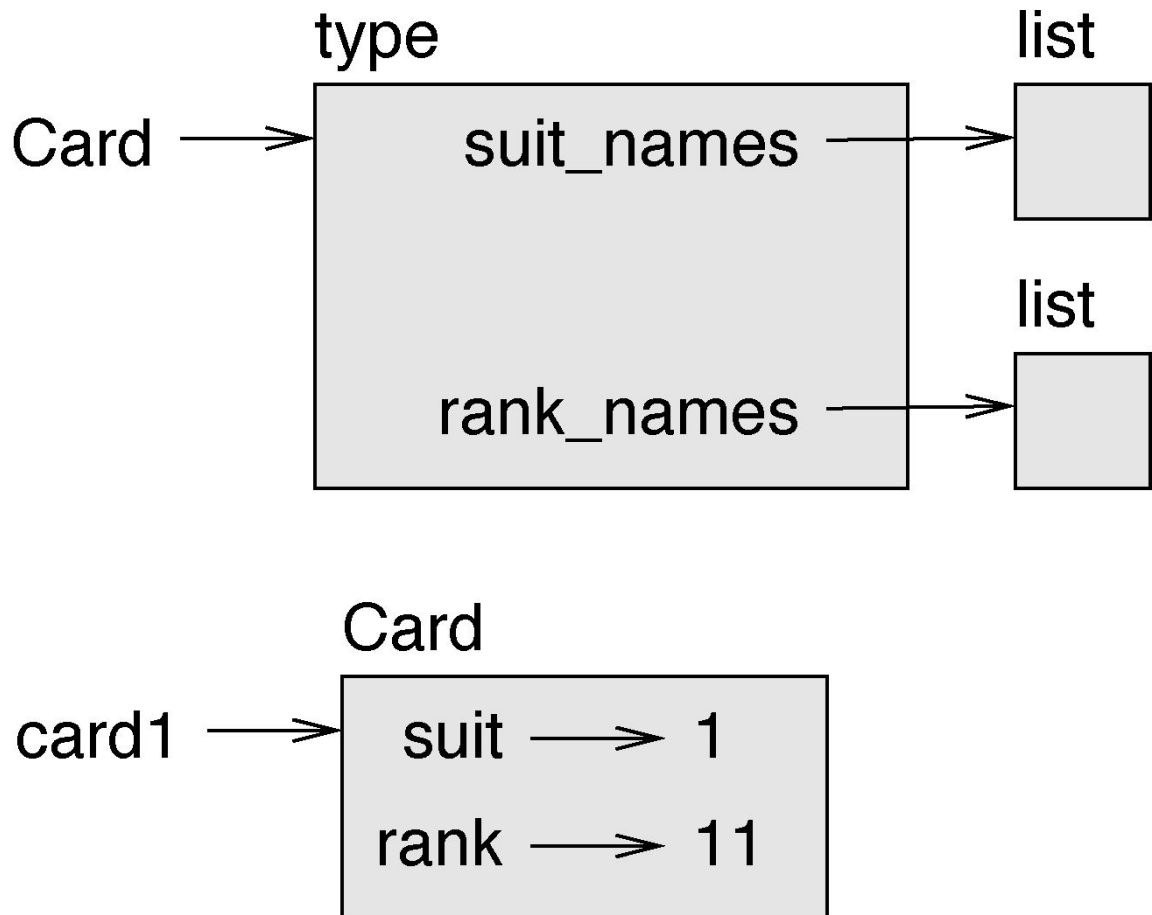 type list
Card suit_names
list
rank_names
Card
card1 suit 1
rank 11